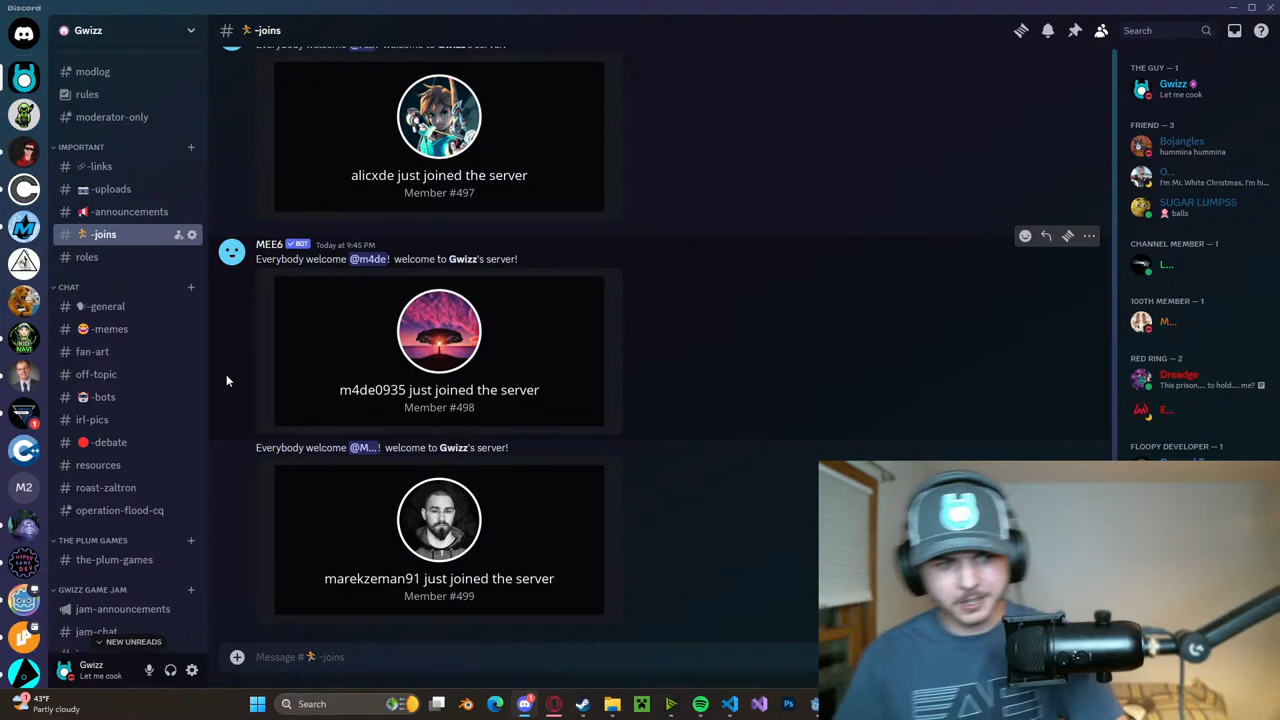 Discord
Gwizz
modlog
rules
moderator-only
IMPORTANT
-links
-uploads
-announcements
-joins
roles
CHAT
-general
-memes
fan-art
off-topic
-bots
irl-pics
-debate
resources
roast-zaltron
operation-flood-cq
THE PLUM GAMES
the-plum-games
GWIZZ GAME JAM
jam-announcements
jam-chat
NEW UNREADS
Gwizz
Let me cook
1
M2
-joins
Search
alicxde just joined the server
Member #497
MEE6 BOT Today at 9:45 PM
Everybody welcome @m4de! welcome to Gwizz's server!
m4de0935 just joined the server
Member #498
Everybody welcome @M...! welcome to Gwizz's server!
marekzeman91 just joined the server
Member #499
Message # -joins
THE GUY — 1
Gwizz
Let me cook
FRIEND — 3
Bojangles
hummina hummina
O...
I'm Mr. White Christmas. I'm hi...
SUGAR LUMPSS
balls
CHANNEL MEMBER — 1
L...
100TH MEMBER — 1
M...
RED RING — 2
Dreadge
This prison... to hold.... me?
E...
FLOOPY DEVELOPER — 1
43°F
Partly cloudy
Search